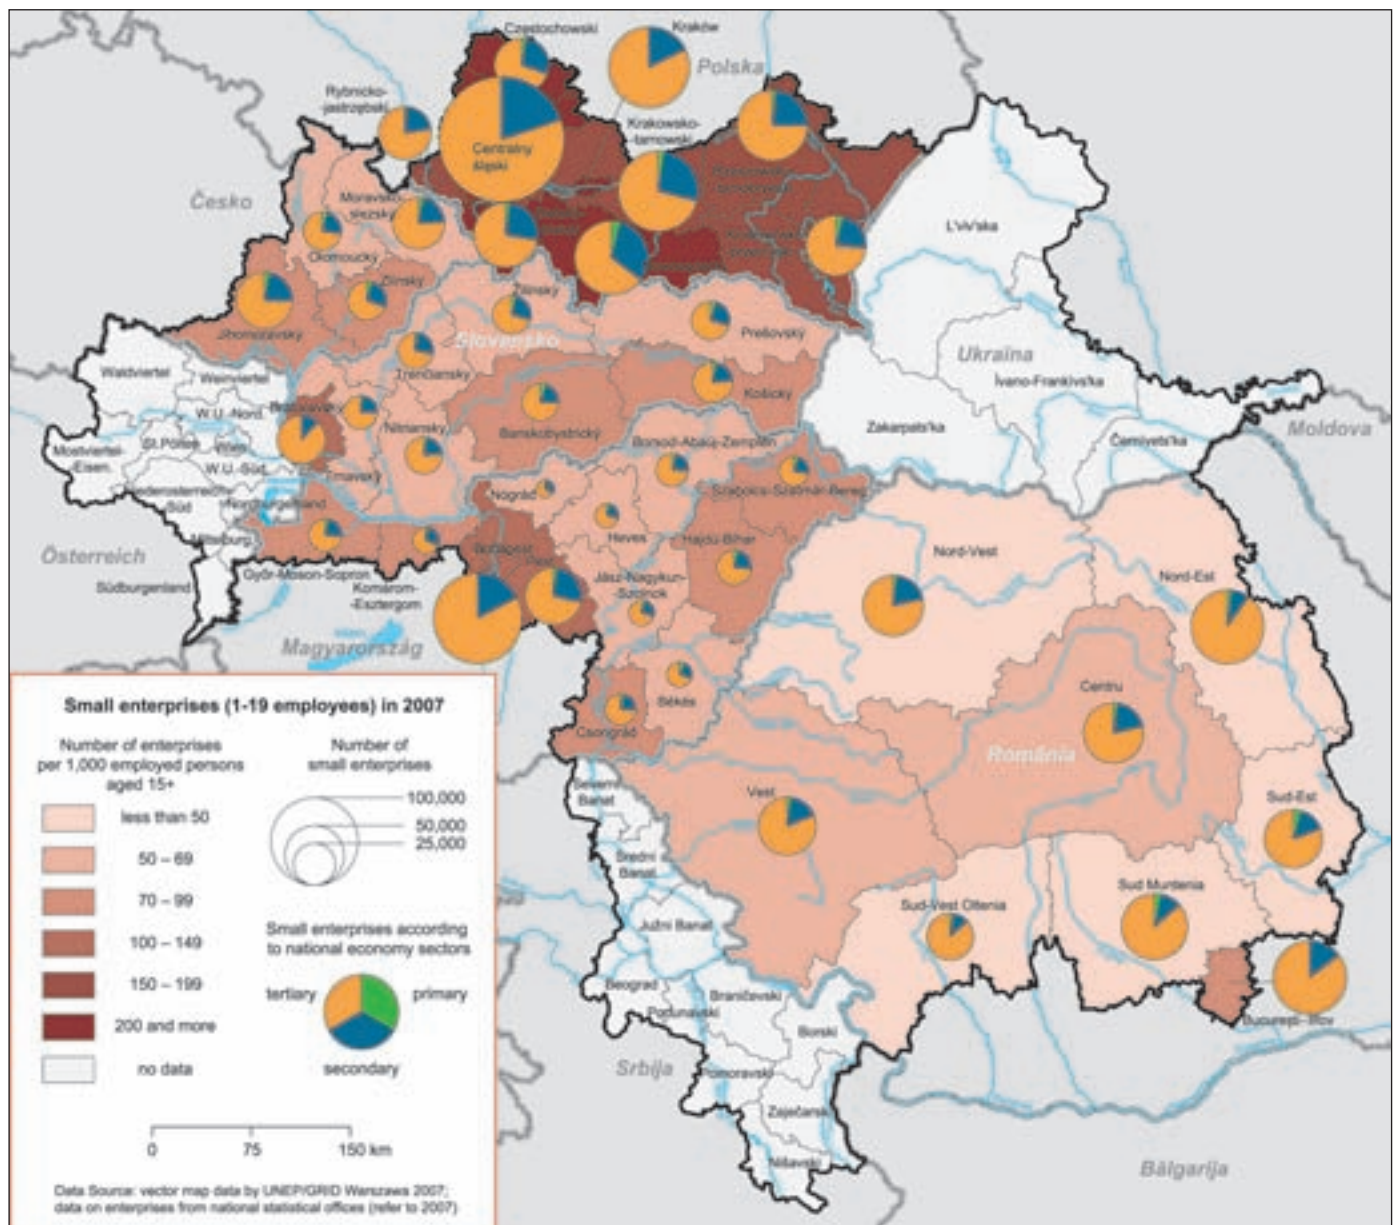 Częstochowski
Kraków
Polska
Rybnicko-
-jastrzębski
Krakowsko-
-tarnowski
Centralny
śląski
Česko
Moravsko-
slezský
L'vivs'ka
Olomoucký
Zlínský
Žilinský
Jihomoravský
Prešovský
Slovensko
Ukraïna
Waldviertel
Weinviertel
Trenčiansky
Ivano-Frankivs'ka
Košický
W.U.-Nord.
Bratislavský
Nitriansky
Banskobystrický
Borsod-Abaúj-Zemplén
Zakarpats'ka
Černivets'ka
Moldova
Mostviertel-
-Eisen.
St.Pölten
Wien
W.U.-Süd.
Trnavský
Nógrád
Szabolcs-Szatmár-Bereg
Niederösterreich-
-Süd
Nordburgenland
Mittelburg.
Heves
Hajdú-Bihar
Budapest
Pest
Nord-Vest
Österreich
Südburgenland
Győr-Moson-Sopron
Komárom-
-Esztergom
Jász-Nagykun-
-Szolnok
Nord-Est
Magyarország
Békés
Csongrád
Centru
România
Vest
Sud-Est
Severni
Banat
Sredni
Banat
Južni Banat
Sud-Vest Oltenia
Sud Muntenia
Beograd
Podunavski
Braničevski
Borski
București-Ilfov
Srbija
Pomoravski
Zaječarski
Nišavski
Bălgarija
Small enterprises (1-19 employees) in 2007
Number of enterprises
per 1,000 employed persons
aged 15+
less than 50
50 – 69
70 – 99
100 – 149
150 – 199
200 and more
no data
Number of
small enterprises
100,000
50,000
25,000
Small enterprises according
to national economy sectors
tertiary
primary
secondary
0 75 150 km
Data Source: vector map data by UNEP/GRID Warszawa 2007;
data on enterprises from national statistical offices (refer to 2007)